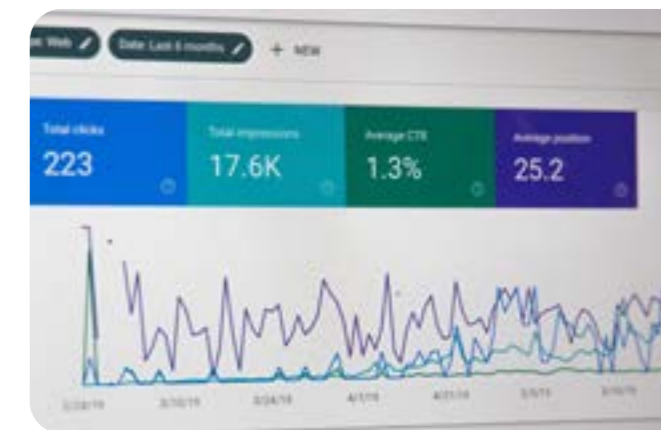 Web
Date: Last 6 months
+ NEW
Total clicks
223
Total impressions
17.6K
Average CTR
1.3%
Average position
25.2